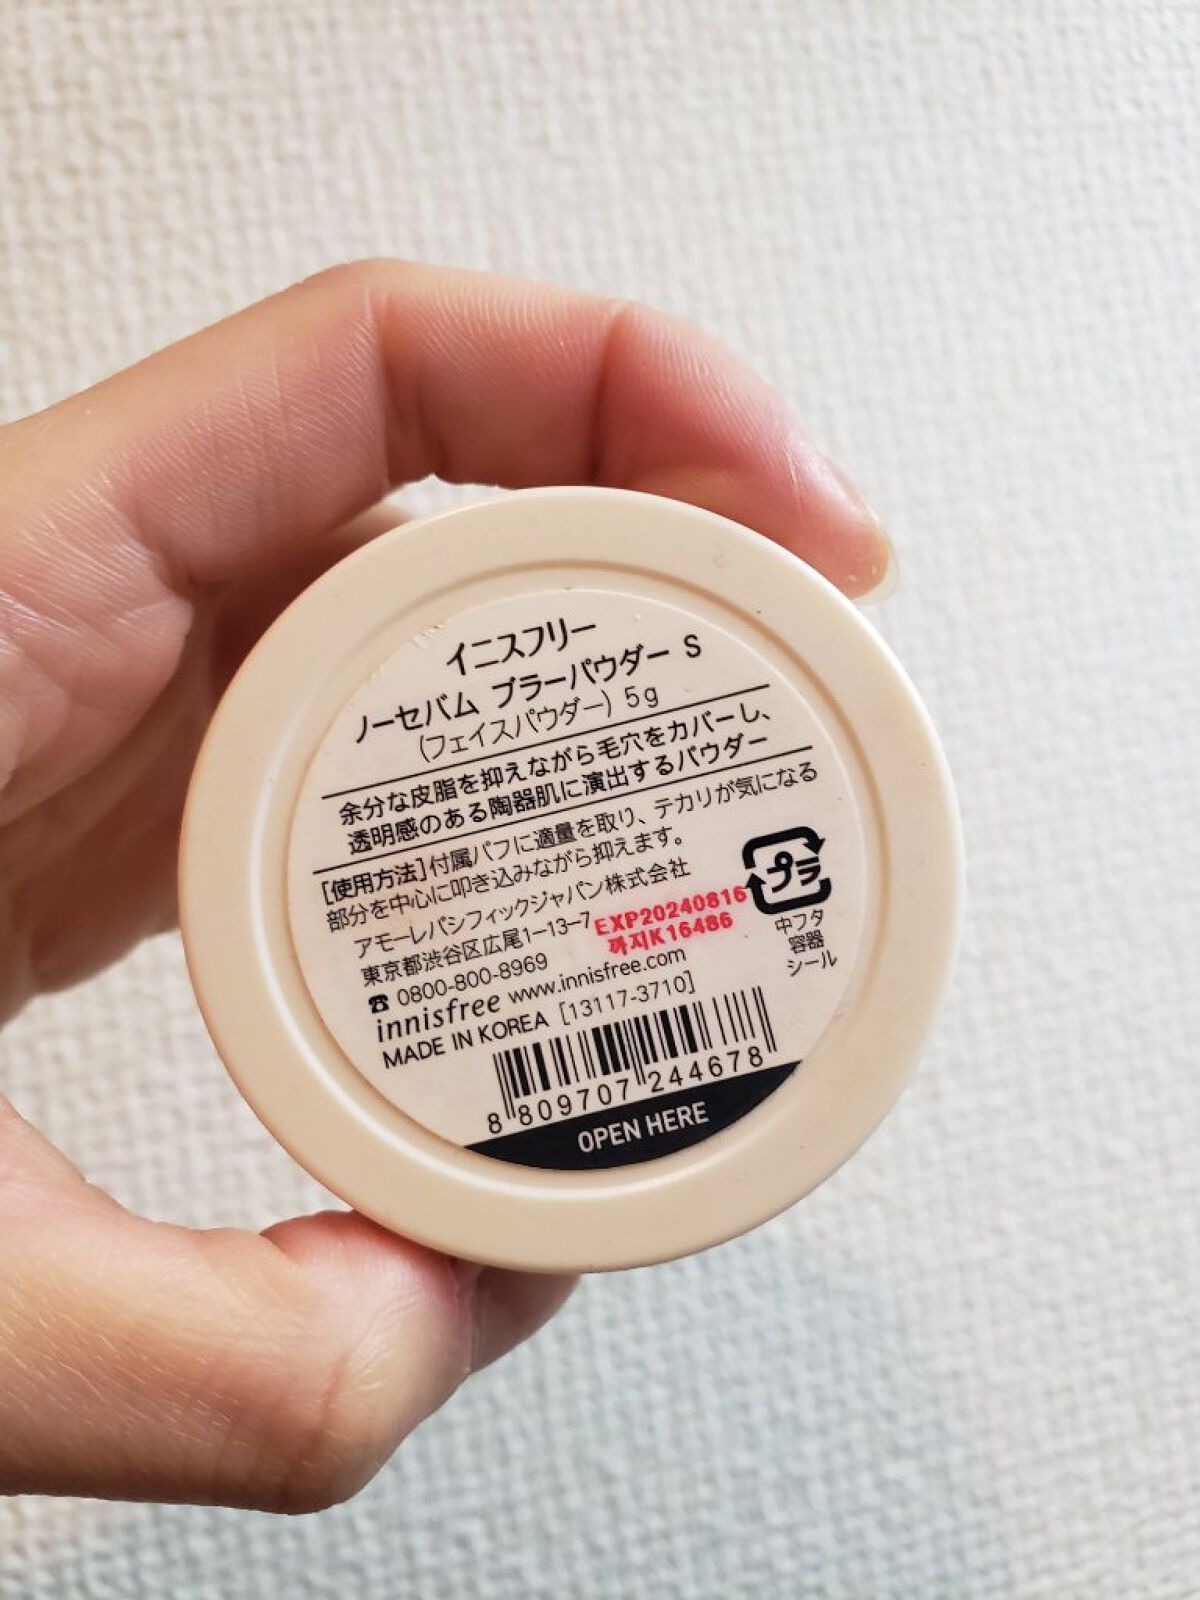 イニスフリー
ノーセバム ブラーパウダー S
(フェイスパウダー) 5g
余分な皮脂を抑えながら毛穴をカバーし、
透明感のある陶器肌に演出するパウダー
[使用方法]付属パフに適量を取り、テカリが気になる
部分を中心に叩き込みながら抑えます。
アモーレパシフィックジャパン株式会社
東京都渋谷区広尾1-13-7
☎ 0800-800-8969
EXP20240816
까지K16486
innisfree www.innisfree.com
MADE IN KOREA [13117-3710]
プラ
中フタ
容器
シール
8 809707 244678
OPEN HERE